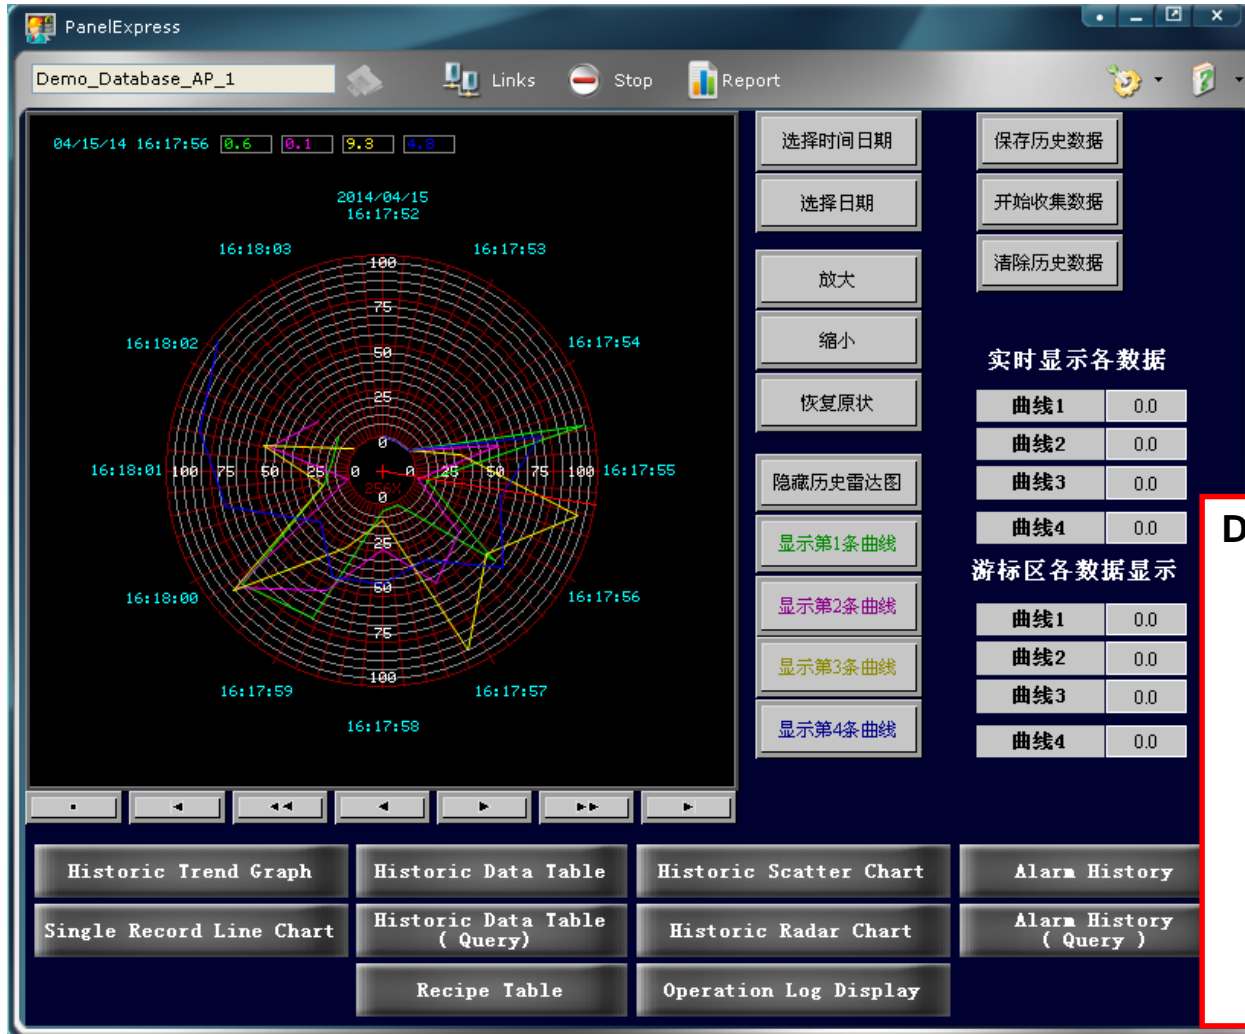 PanelExpress
Demo_Database_AP_1
Links
Stop
Report
04/15/14 16:17:56 0.6 0.1 9.3 4.8
2014/04/15
16:17:52
16:18:03
16:17:53
100
75
16:18:02
16:17:54
50
25
0
16:18:01 100 75 50 25 0 0 25 50 75 100 16:17:55
256X
0
25
50
16:18:00
16:17:56
75
100
16:17:59
16:17:57
16:17:58
选择时间日期
选择日期
放大
缩小
恢复原状
隐藏历史雷达图
显示第1条曲线
显示第2条曲线
显示第3条曲线
显示第4条曲线
保存历史数据
开始收集数据
清除历史数据
实时显示各数据
曲线1 0.0
曲线2 0.0
曲线3 0.0
曲线4 0.0
游标区各数据显示
曲线1 0.0
曲线2 0.0
曲线3 0.0
曲线4 0.0
D
Historic Trend Graph
Historic Data Table
Historic Scatter Chart
Alarm History
Single Record Line Chart
Historic Data Table
( Query)
Historic Radar Chart
Alarm History
( Query )
Recipe Table
Operation Log Display